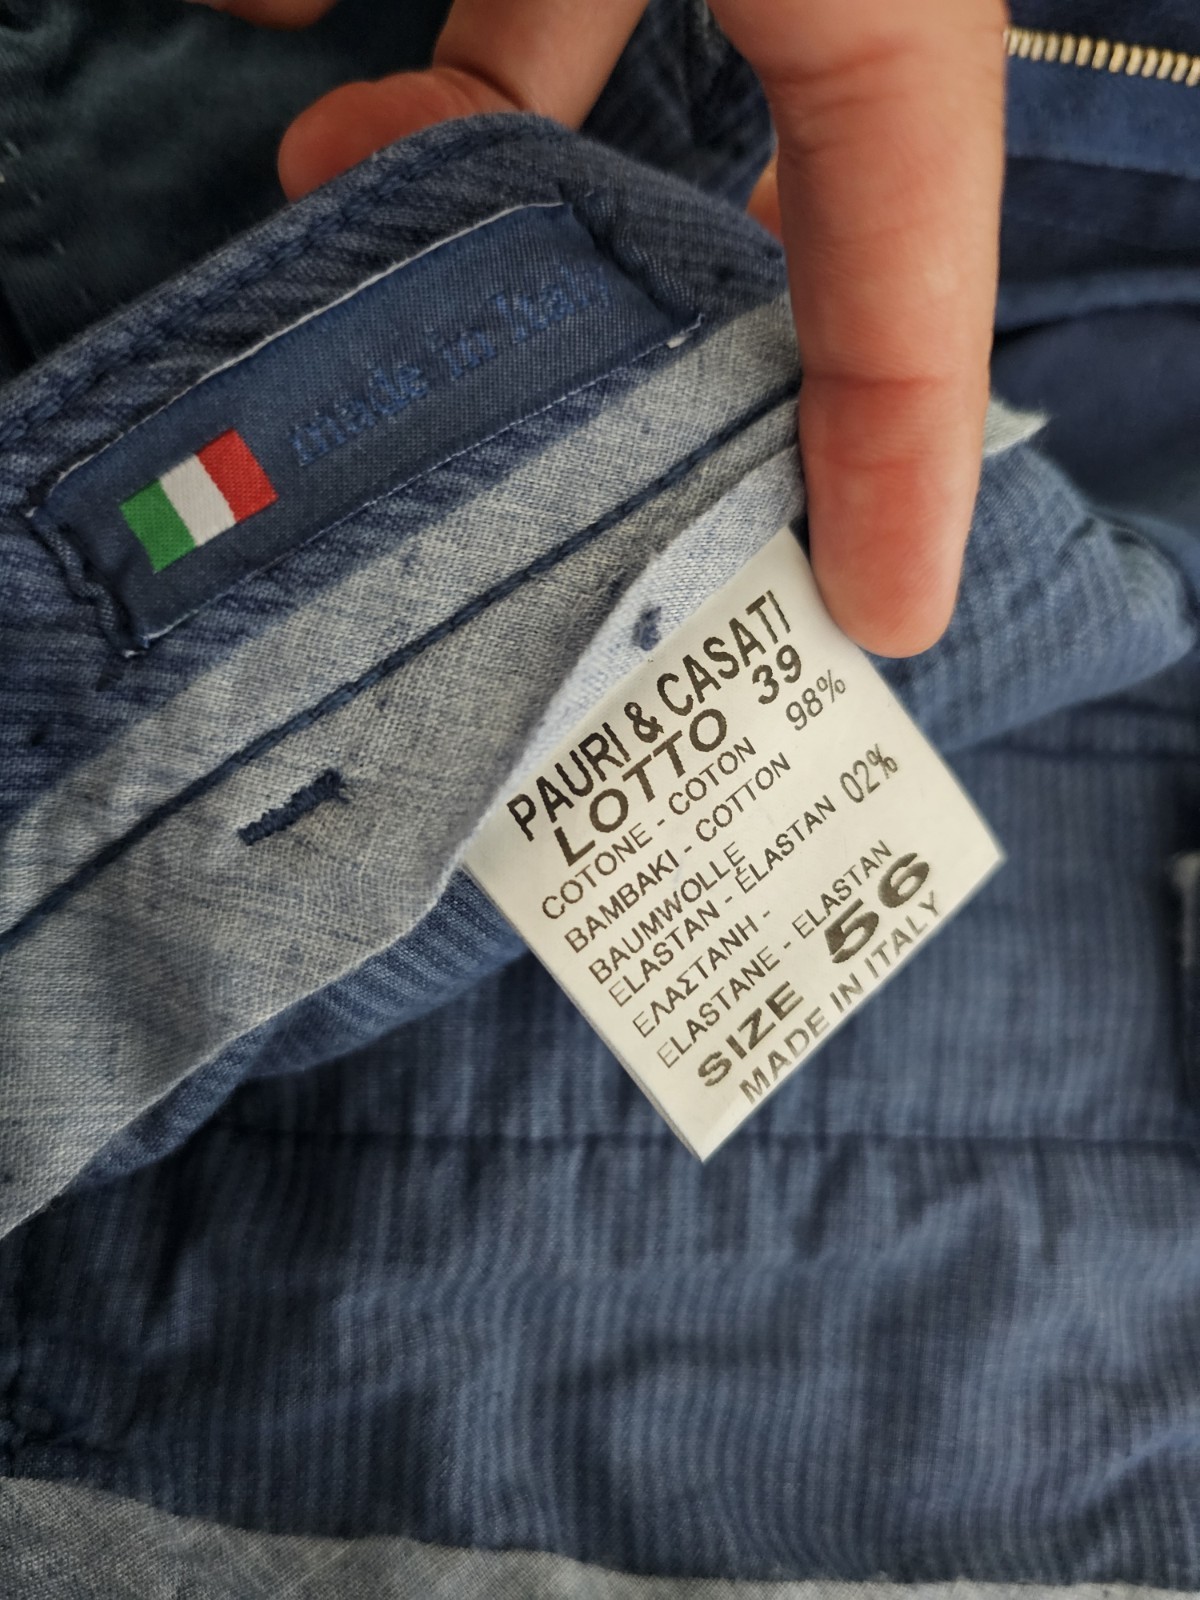 made in Italy
PAURI & CASATI
LOTTO 39
COTONE - COTON 98%
BAMBAKI - COTTON
BAUMWOLLE
ELASTAN - ÉLASTAN 02%
ΕΛΑΣΤΑΝΗ -
ELASTANE - ELASTAN
SIZE 56
MADE IN ITALY